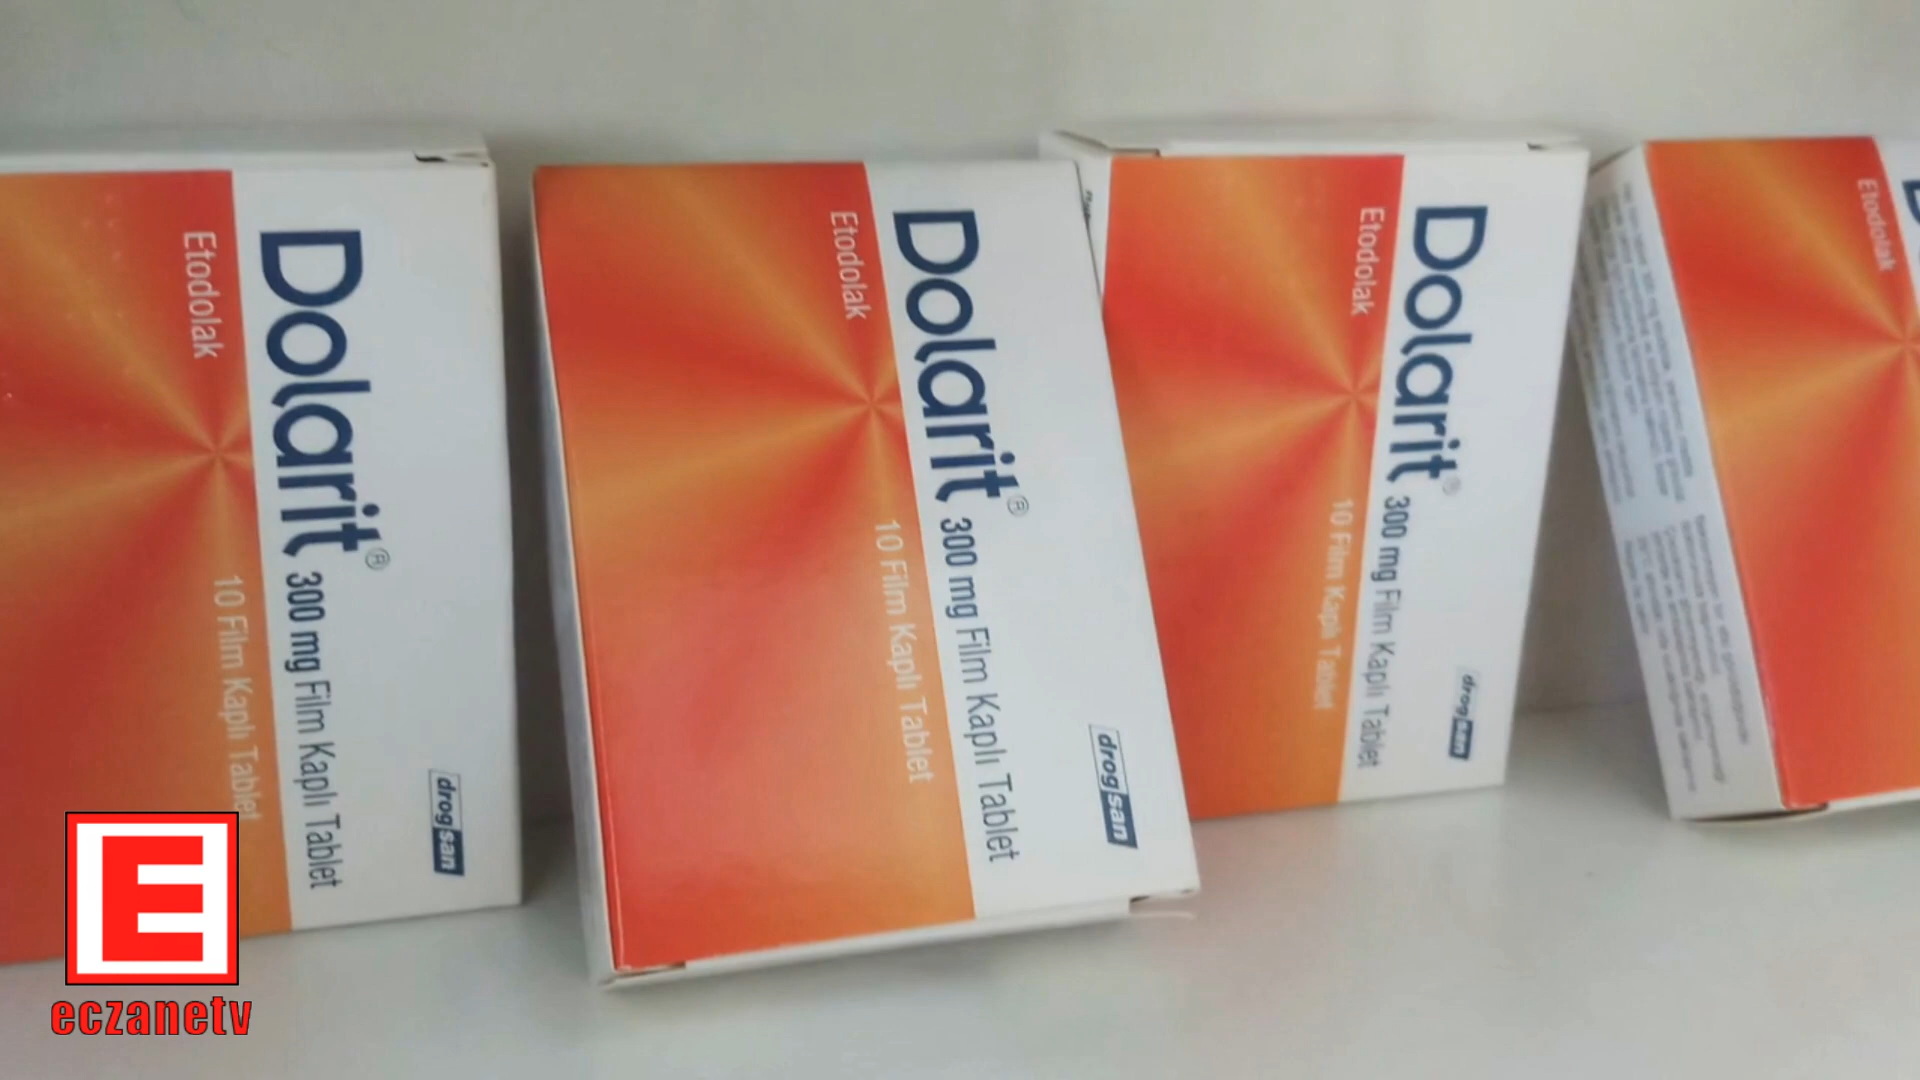 Dolarit® 300 mg Film Kaplı Tablet
Etodolak
10 Film Kaplı Tablet
drogsan
Dolarit® 300 mg Film Kaplı Tablet
Etodolak
10 Film Kaplı Tablet
drogsan
Dolarit® 300 mg Film Kaplı Tablet
Etodolak
10 Film Kaplı Tablet
drogsan
Etodolak
E
eczanetv